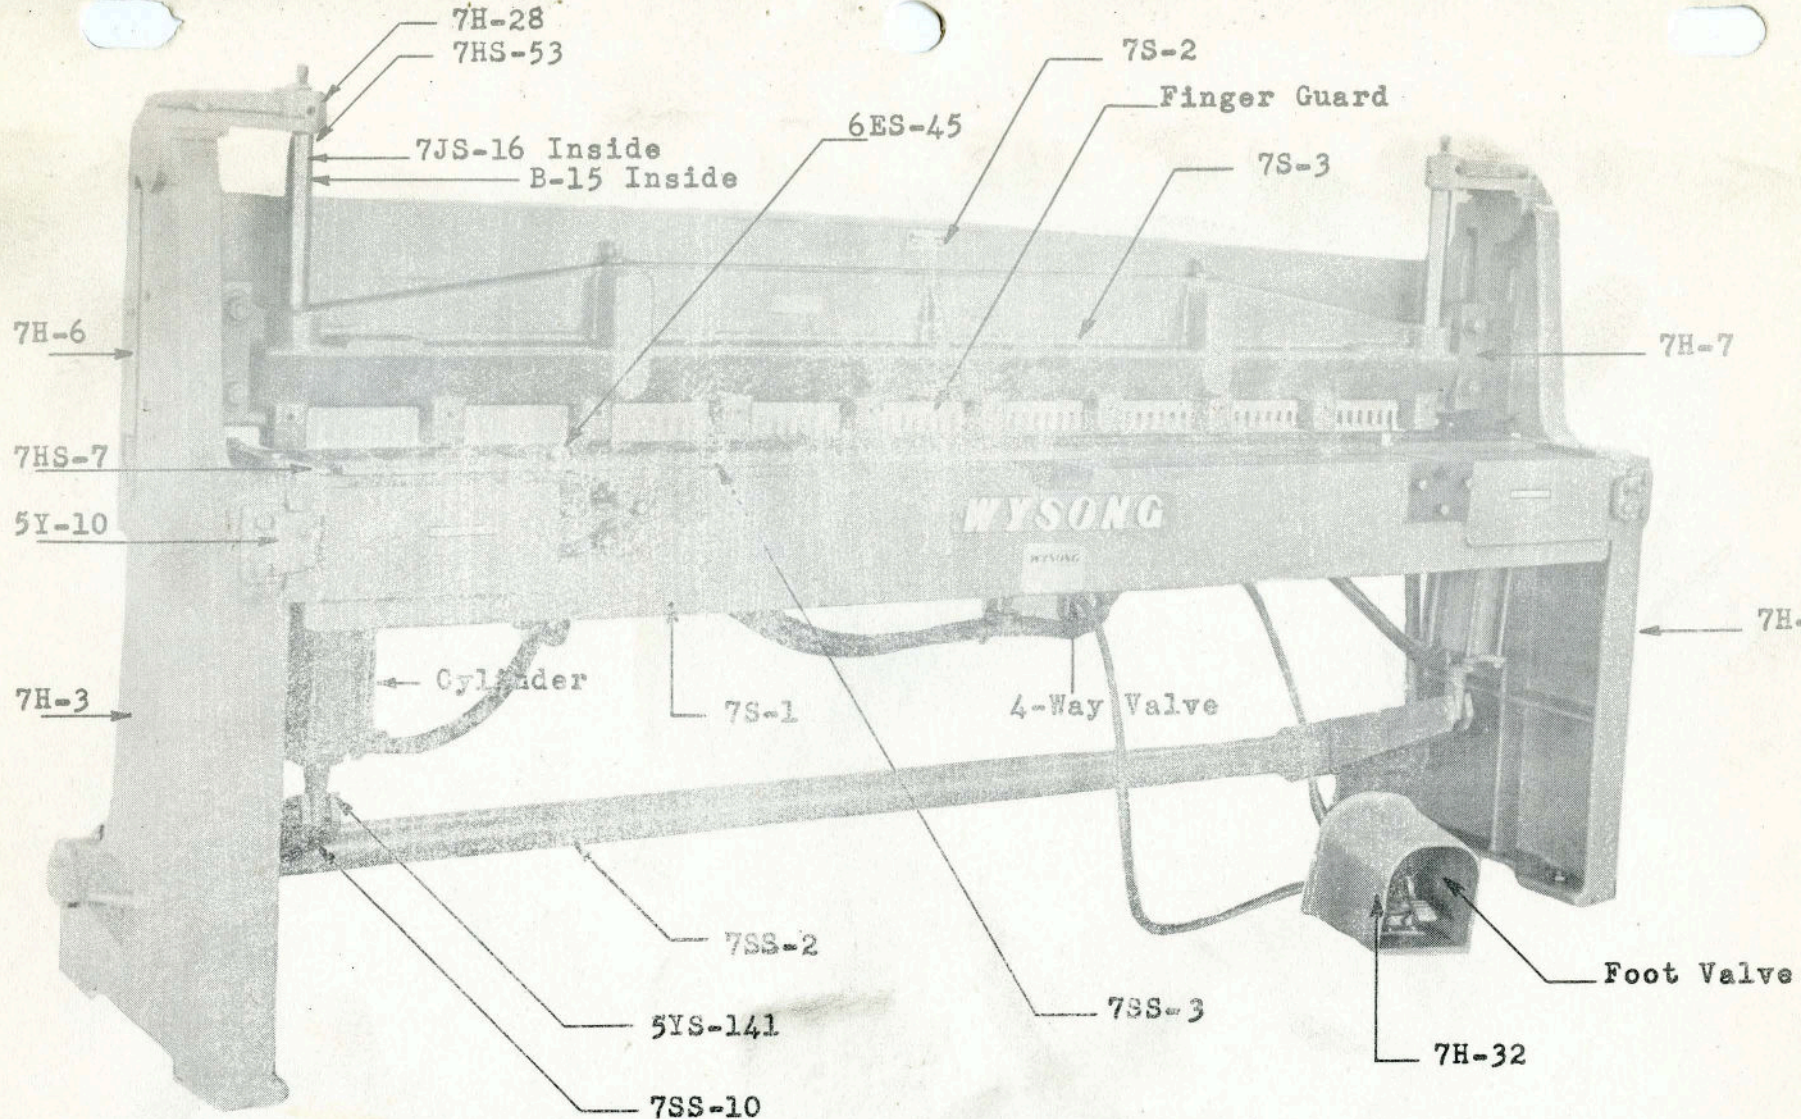 7H-28
7HS-53
7S-2
Finger Guard
6ES-45
7JS-16 Inside
B-15 Inside
7S-3
7H-6
7H-7
7HS-7
5Y-10
WYSONG
WYSONG
7H-
Cylinder
7H-3
7S-1
4-Way Valve
7SS-2
Foot Valve
7SS-3
5YS-141
7H-32
7SS-10